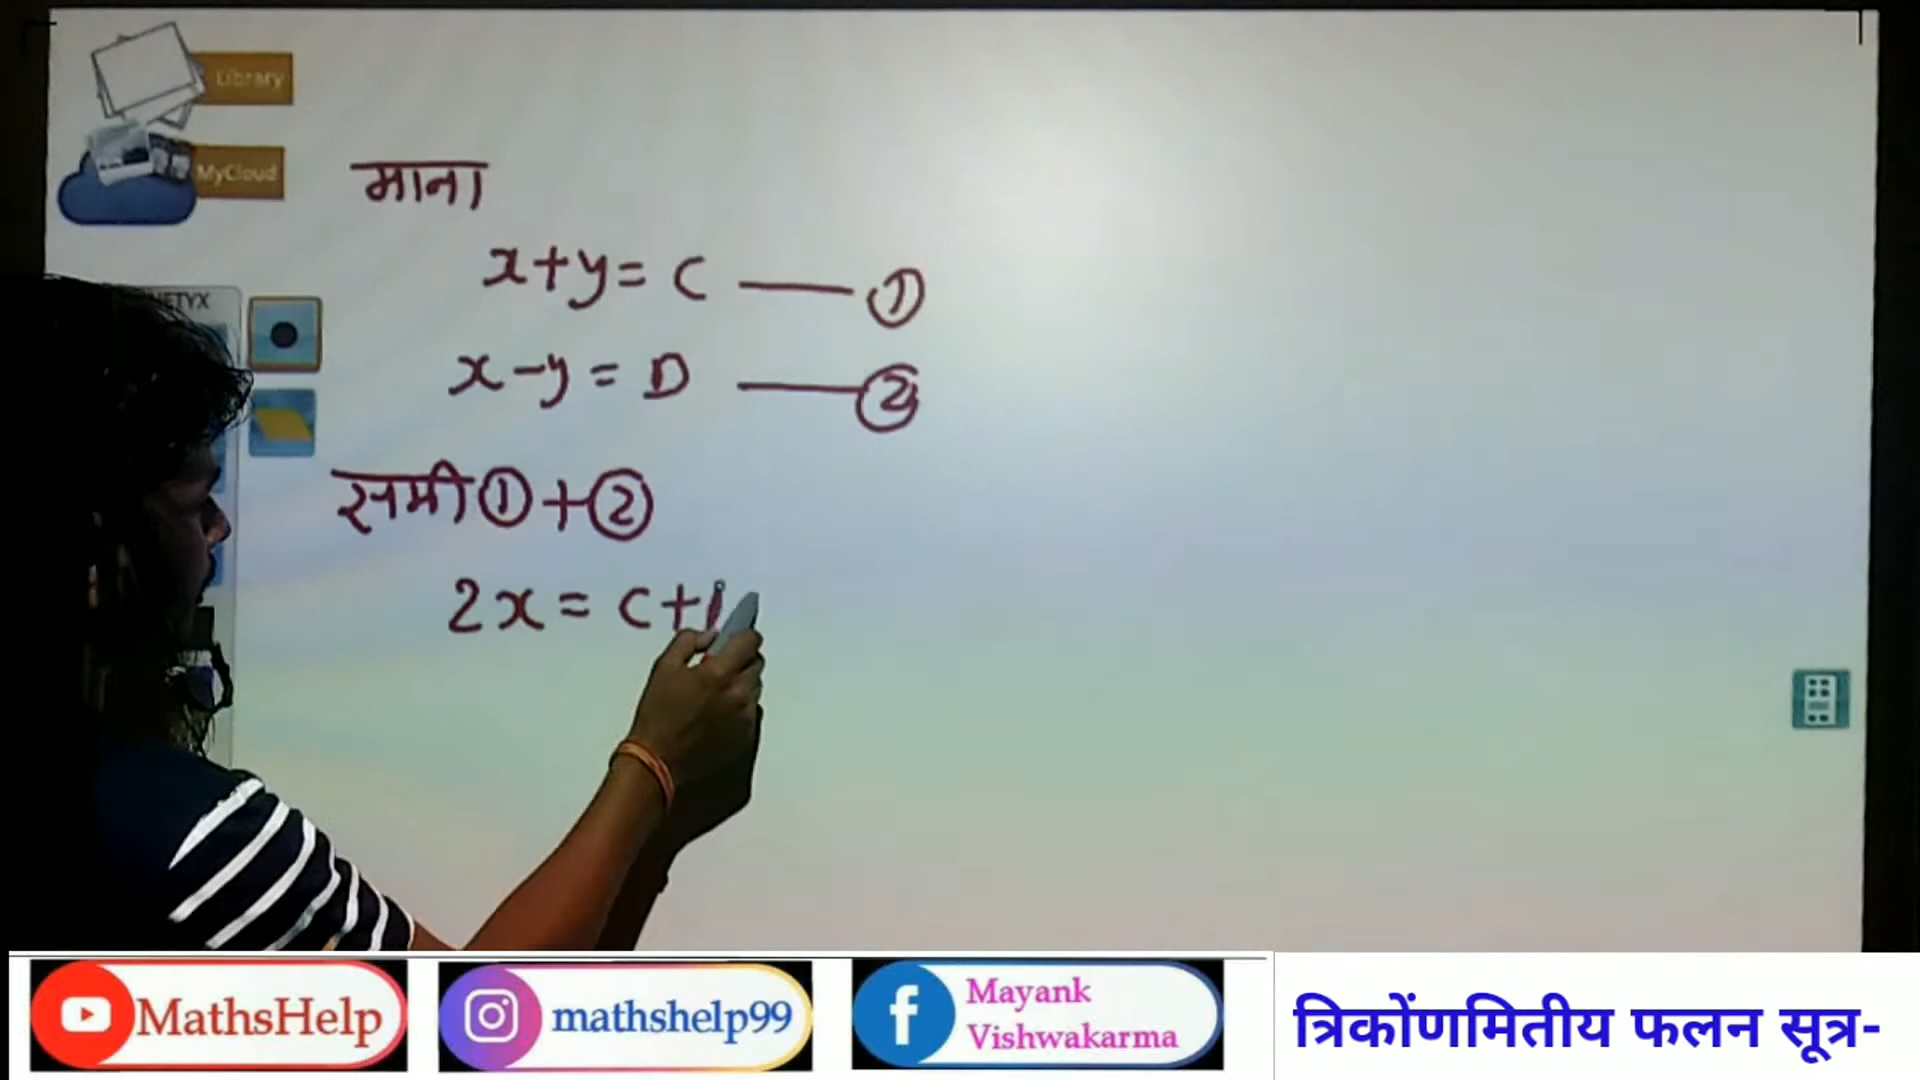 Library
MyCloud
माना
x+y= C —— ①
x-y= D —— ②
समी ①+②
2x = C+
MathsHelp
mathshelp99
Mayank
Vishwakarma
त्रिकोंणमितीय फलन सूत्र-